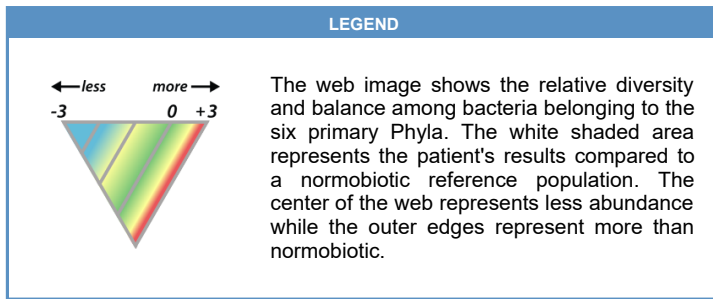 LEGEND
less more
-3 0 +3
The web image shows the relative diversity
and balance among bacteria belonging to the
six primary Phyla. The white shaded area
represents the patient's results compared to
a normobiotic reference population. The
center of the web represents less abundance
while the outer edges represent more than
normobiotic.